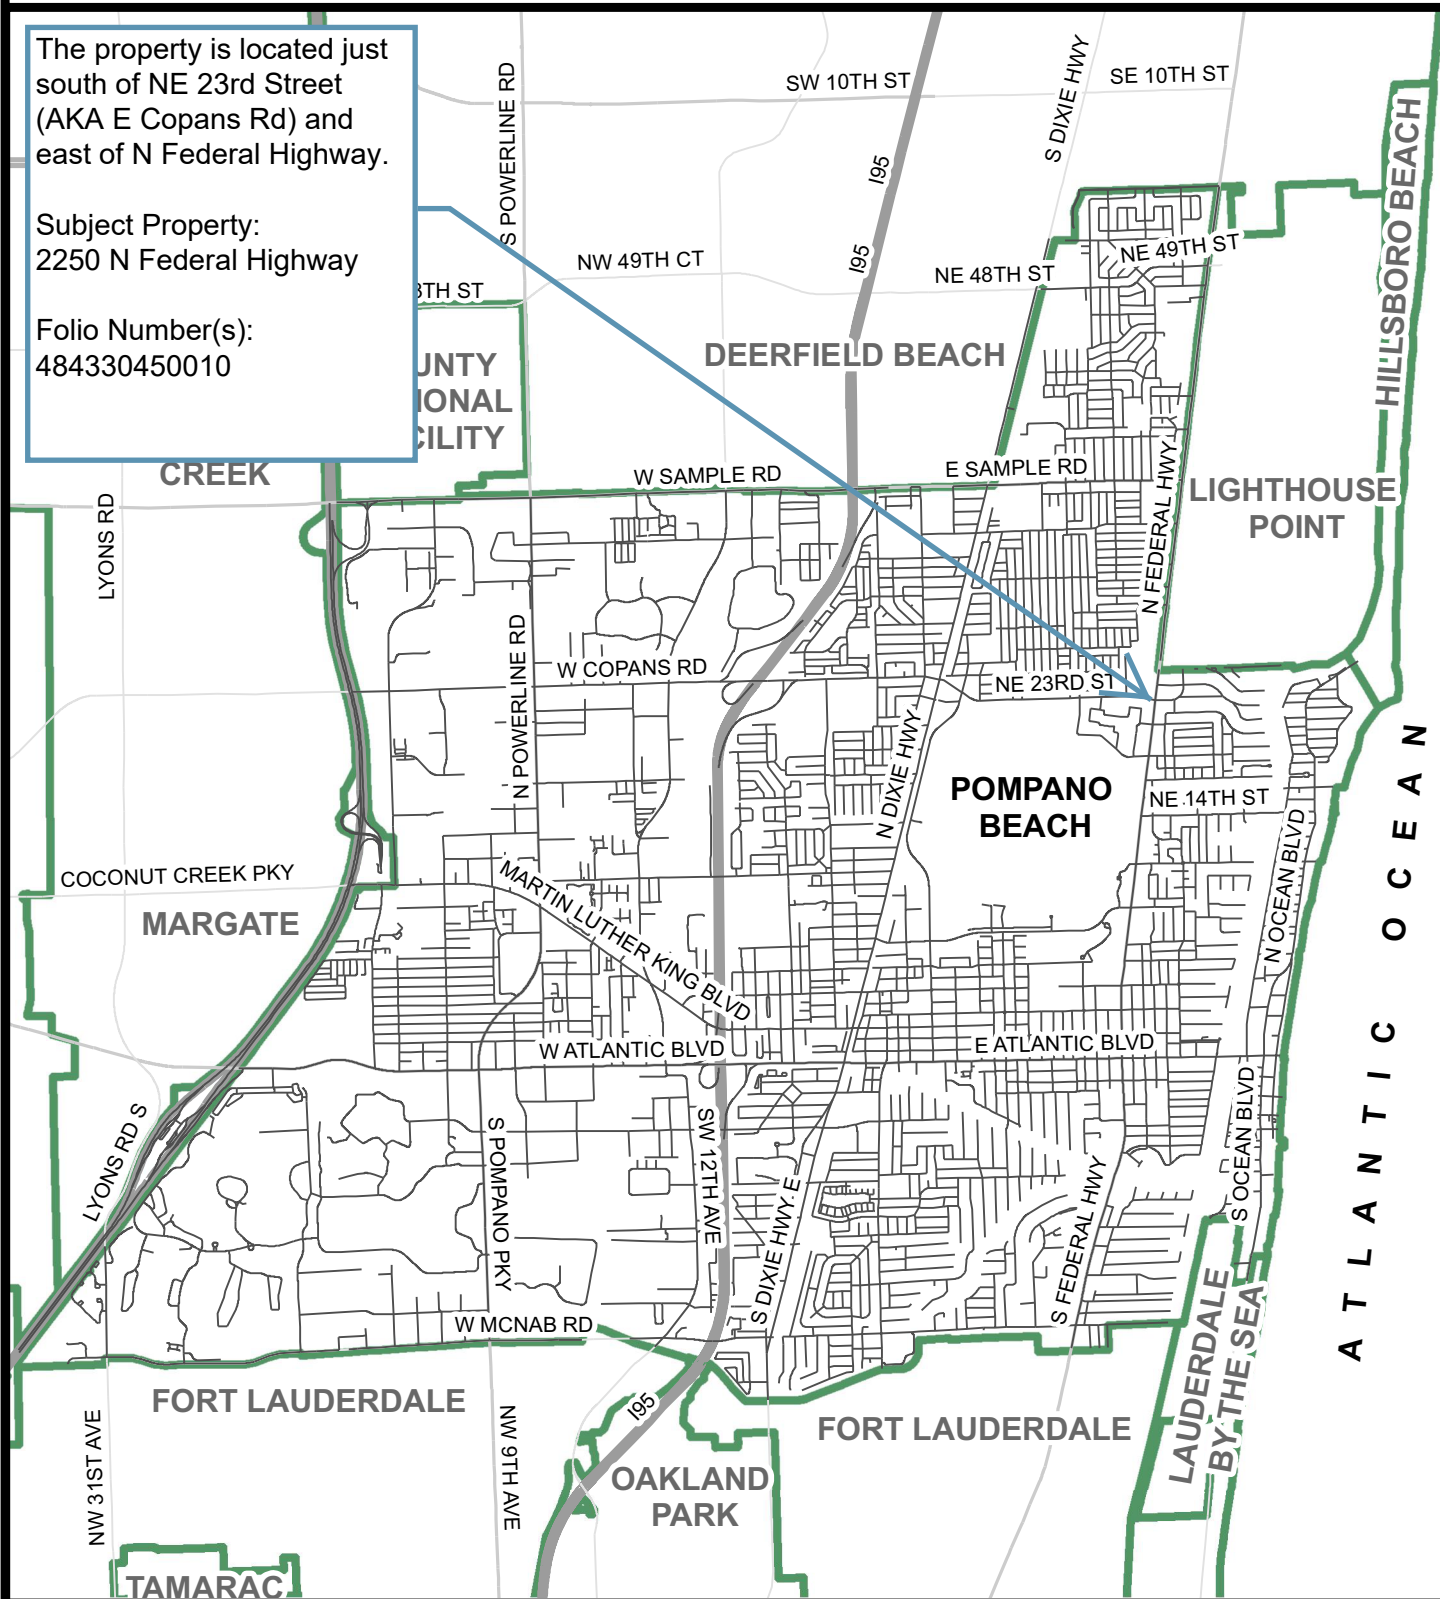 The property is located just
south of NE 23rd Street
(AKA E Copans Rd) and
east of N Federal Highway.
Subject Property:
2250 N Federal Highway
Folio Number(s):
484330450010
S POWERLINE RD
SW 10TH ST
S DIXIE HWY
SE 10TH ST
I95
HILLSBORO BEACH
I95
NW 49TH CT
NE 48TH ST
NE 49TH ST
8TH ST
DEERFIELD BEACH
UNTY
IONAL
CILITY
CREEK
W SAMPLE RD
E SAMPLE RD
LIGHTHOUSE
POINT
LYONS RD
N FEDERAL HWY
N POWERLINE RD
W COPANS RD
NE 23RD ST
N DIXIE HWY
POMPANO
BEACH
NE 14TH ST
ATLANTIC OCEAN
N OCEAN BLVD
COCONUT CREEK PKY
MARGATE
MARTIN LUTHER KING BLVD
W ATLANTIC BLVD
E ATLANTIC BLVD
LYONS RD S
S POMPANO PKY
SW 12TH AVE
S DIXIE HWY E
S FEDERAL HWY
S OCEAN BLVD
W MCNAB RD
FORT LAUDERDALE
I95
FORT LAUDERDALE
LAUDERDALE
BY THE SEA
NW 31ST AVE
NW 9TH AVE
OAKLAND
PARK
TAMARAC